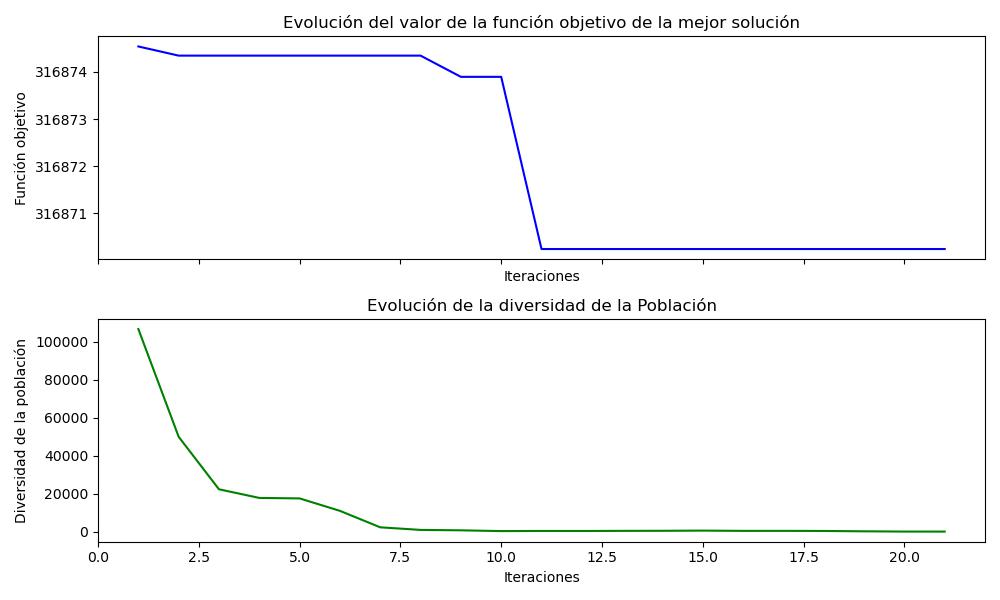 Evolución del valor de la función objetivo de la mejor solución
316874
316873
316872
316871
Función objetivo
Iteraciones
Evolución de la diversidad de la Población
100000
80000
60000
40000
20000
0
Diversidad de la población
0.0 2.5 5.0 7.5 10.0 12.5 15.0 17.5 20.0
Iteraciones